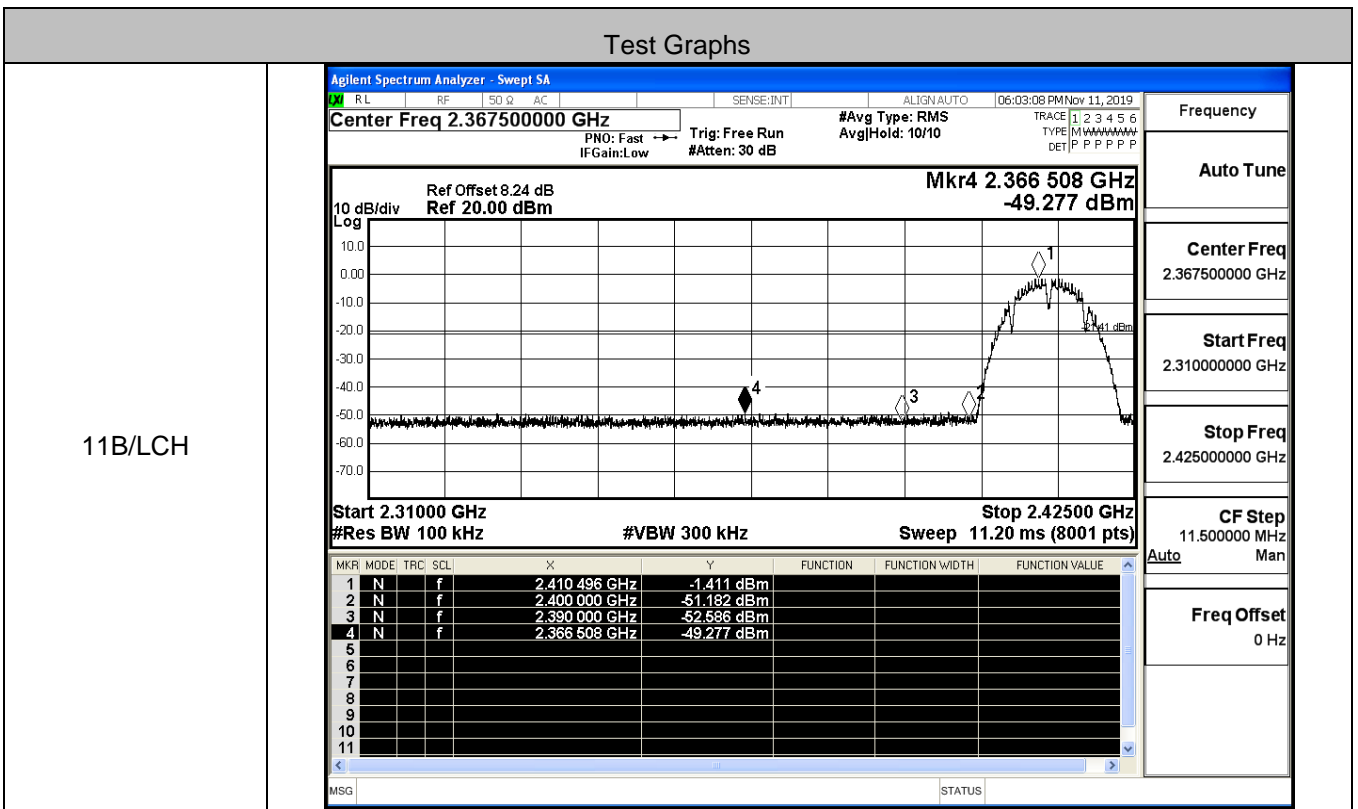 Test Graphs
11B/LCH
Agilent Spectrum Analyzer - Swept SA
LXI RL RF 50 Ω AC SENSE:INT ALIGNAUTO 06:03:08 PM Nov 11, 2019
Center Freq 2.367500000 GHz
PNO: Fast
IFGain:Low
Trig: Free Run
#Atten: 30 dB
#Avg Type: RMS
Avg|Hold: 10/10
TRACE 1 2 3 4 5 6
TYPE M
DET P P P P P P
Ref Offset 8.24 dB
10 dB/div Ref 20.00 dBm
Log
Mkr4 2.366 508 GHz
-49.277 dBm
10.0
0.00
-10.0
-20.0
-30.0
-40.0
-50.0
-60.0
-70.0
1
-21.41 dBm
4
3
2
Start 2.31000 GHz Stop 2.42500 GHz
#Res BW 100 kHz #VBW 300 kHz Sweep 11.20 ms (8001 pts)
MKR MODE TRC SCL X Y FUNCTION FUNCTION WIDTH FUNCTION VALUE
1 N f 2.410 496 GHz -1.411 dBm
2 N f 2.400 000 GHz -51.182 dBm
3 N f 2.390 000 GHz -52.586 dBm
4 N f 2.366 508 GHz -49.277 dBm
5
6
7
8
9
10
11
MSG STATUS
Frequency
Auto Tune
Center Freq
2.367500000 GHz
Start Freq
2.310000000 GHz
Stop Freq
2.425000000 GHz
CF Step
11.500000 MHz
Auto Man
Freq Offset
0 Hz